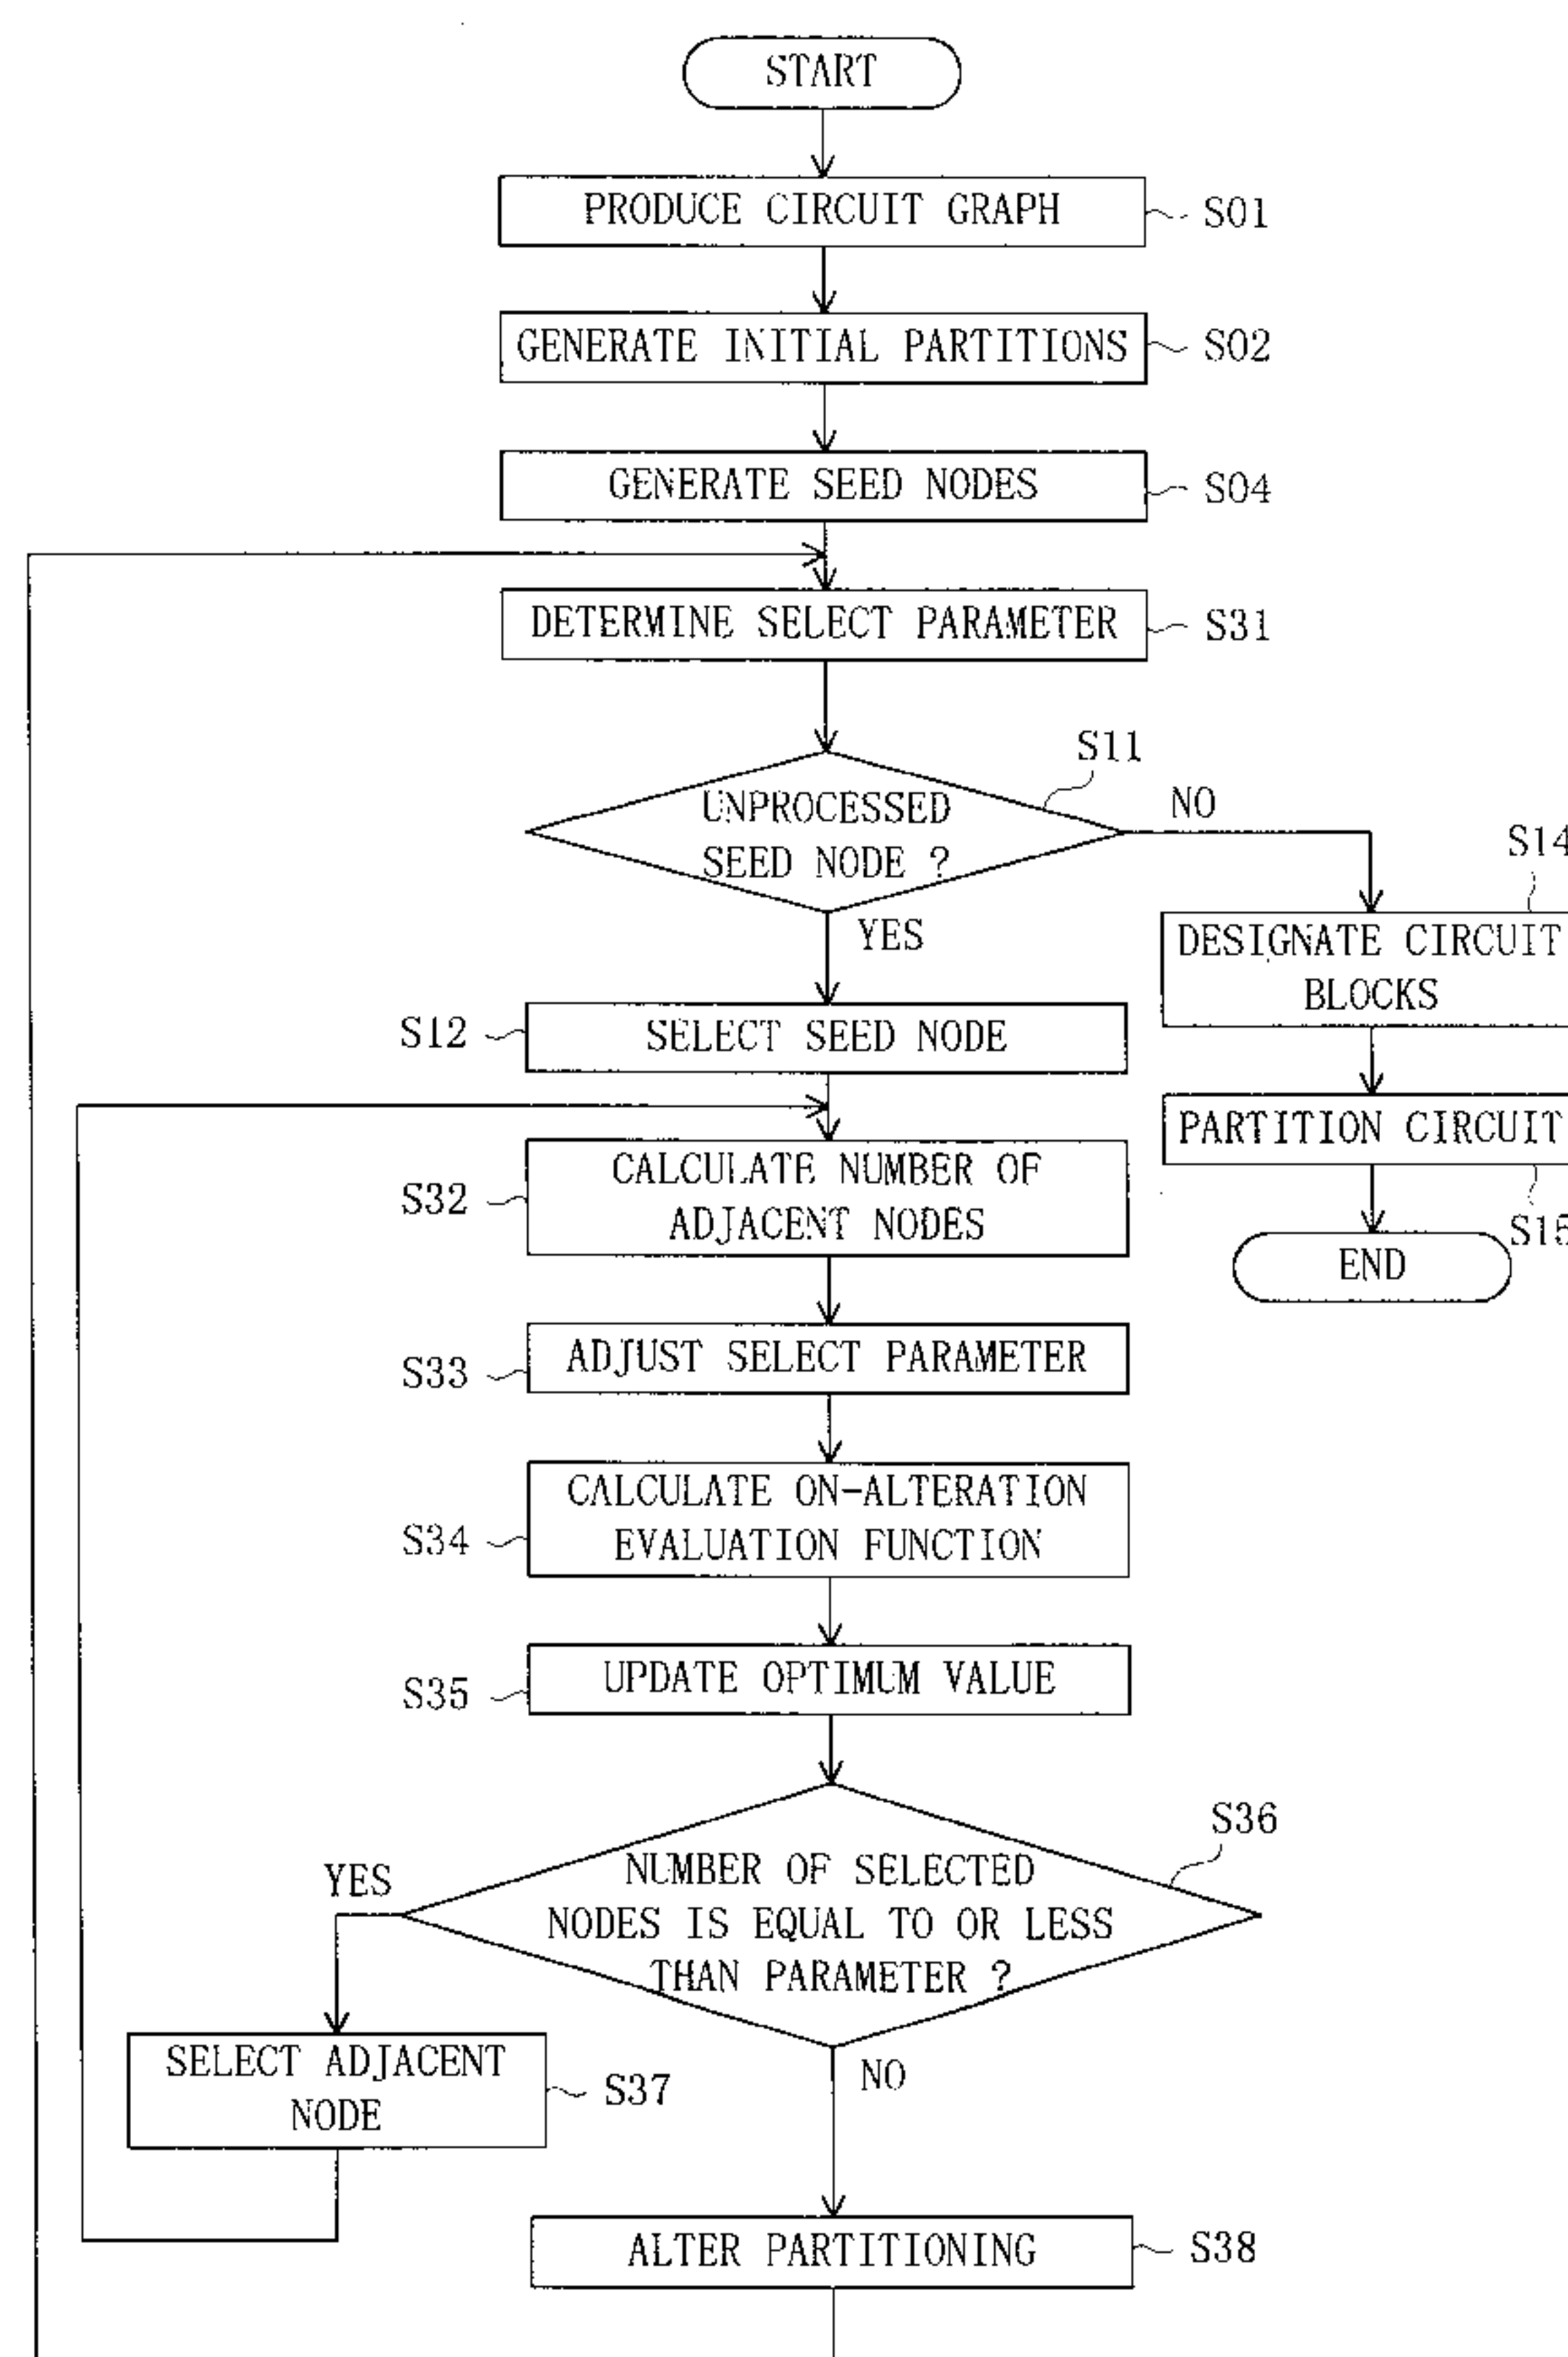 START
PRODUCE CIRCUIT GRAPH
S01
GENERATE INITIAL PARTITIONS
S02
GENERATE SEED NODES
S04
DETERMINE SELECT PARAMETER
S31
S11
UNPROCESSED
SEED NODE ?
NO
YES
S14
DESIGNATE CIRCUIT
BLOCKS
S12
SELECT SEED NODE
PARTITION CIRCUIT
S15
END
S32
CALCULATE NUMBER OF
ADJACENT NODES
S33
ADJUST SELECT PARAMETER
S34
CALCULATE ON-ALTERATION
EVALUATION FUNCTION
S35
UPDATE OPTIMUM VALUE
S36
YES
NUMBER OF SELECTED
NODES IS EQUAL TO OR LESS
THAN PARAMETER ?
NO
SELECT ADJACENT
NODE
S37
ALTER PARTITIONING
S38